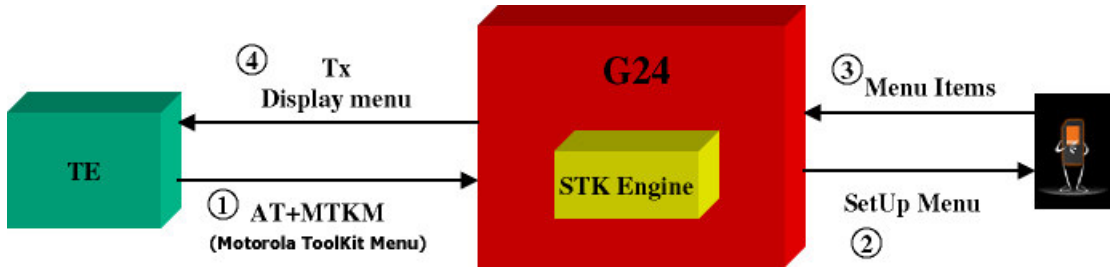 ④
Tx
Display menu
TE
① AT+MTKM
(Motorola ToolKit Menu)
G24
STK Engine
③ Menu Items
SetUp Menu
②